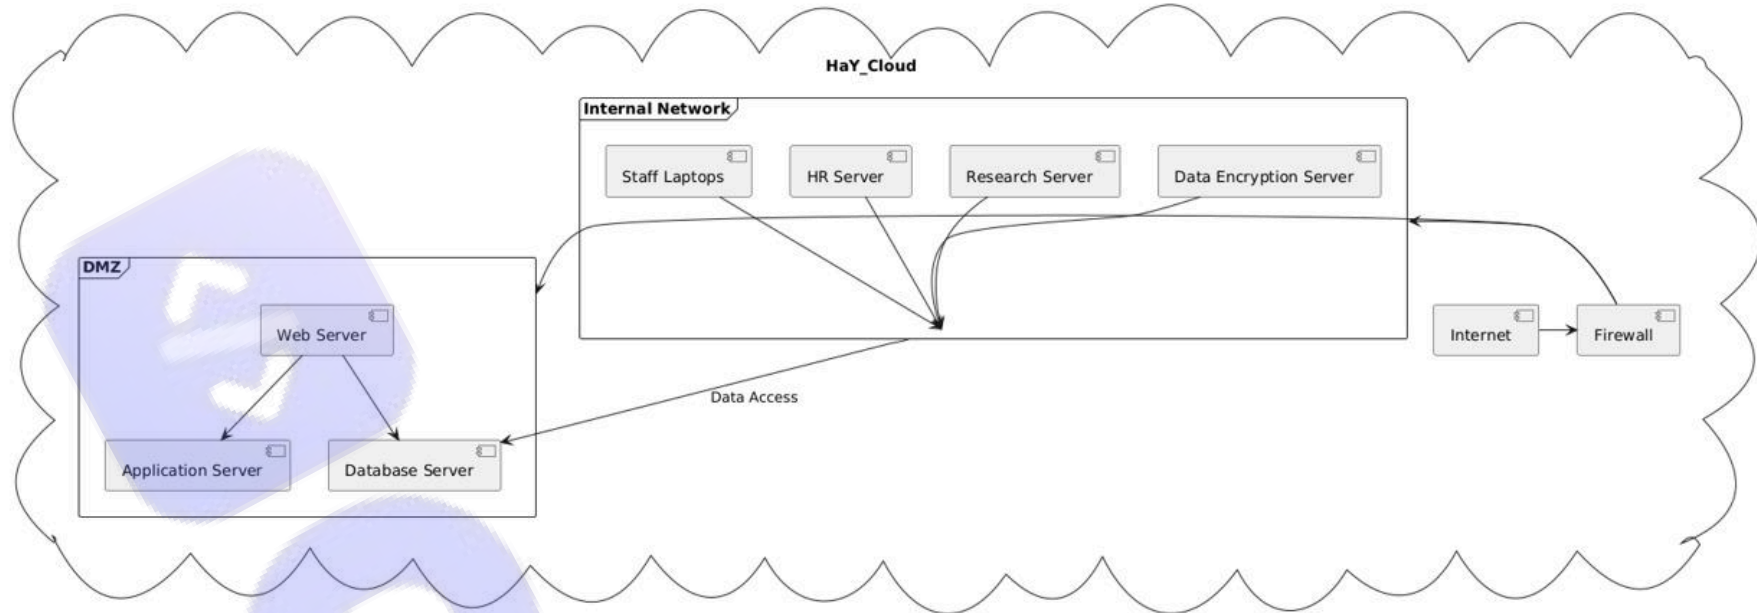 HaY_Cloud
Internal Network
Staff Laptops
HR Server
Research Server
Data Encryption Server
DMZ
Web Server
Internet
Firewall
Data Access
Application Server
Database Server